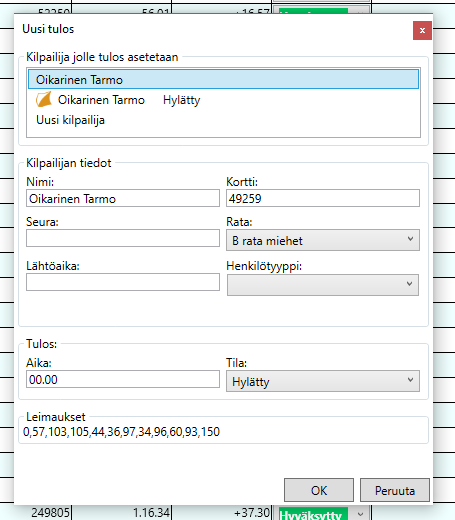 53250 56.01 +16.57
Uusi tulos
x
Kilpailija jolle tulos asetetaan
Oikarinen Tarmo
Oikarinen Tarmo Hylätty
Uusi kilpailija
Kilpailijan tiedot
Nimi: Kortti:
Oikarinen Tarmo 49259
Seura: Rata:
B rata miehet
Lähtöaika: Henkilötyyppi:
Tulos:
Aika: Tila:
00.00 Hylätty
Leimaukset
0,57,103,105,44,36,97,34,96,60,93,150
OK Peruuta
249805 1.16.34 +37.30 Hyväksytty